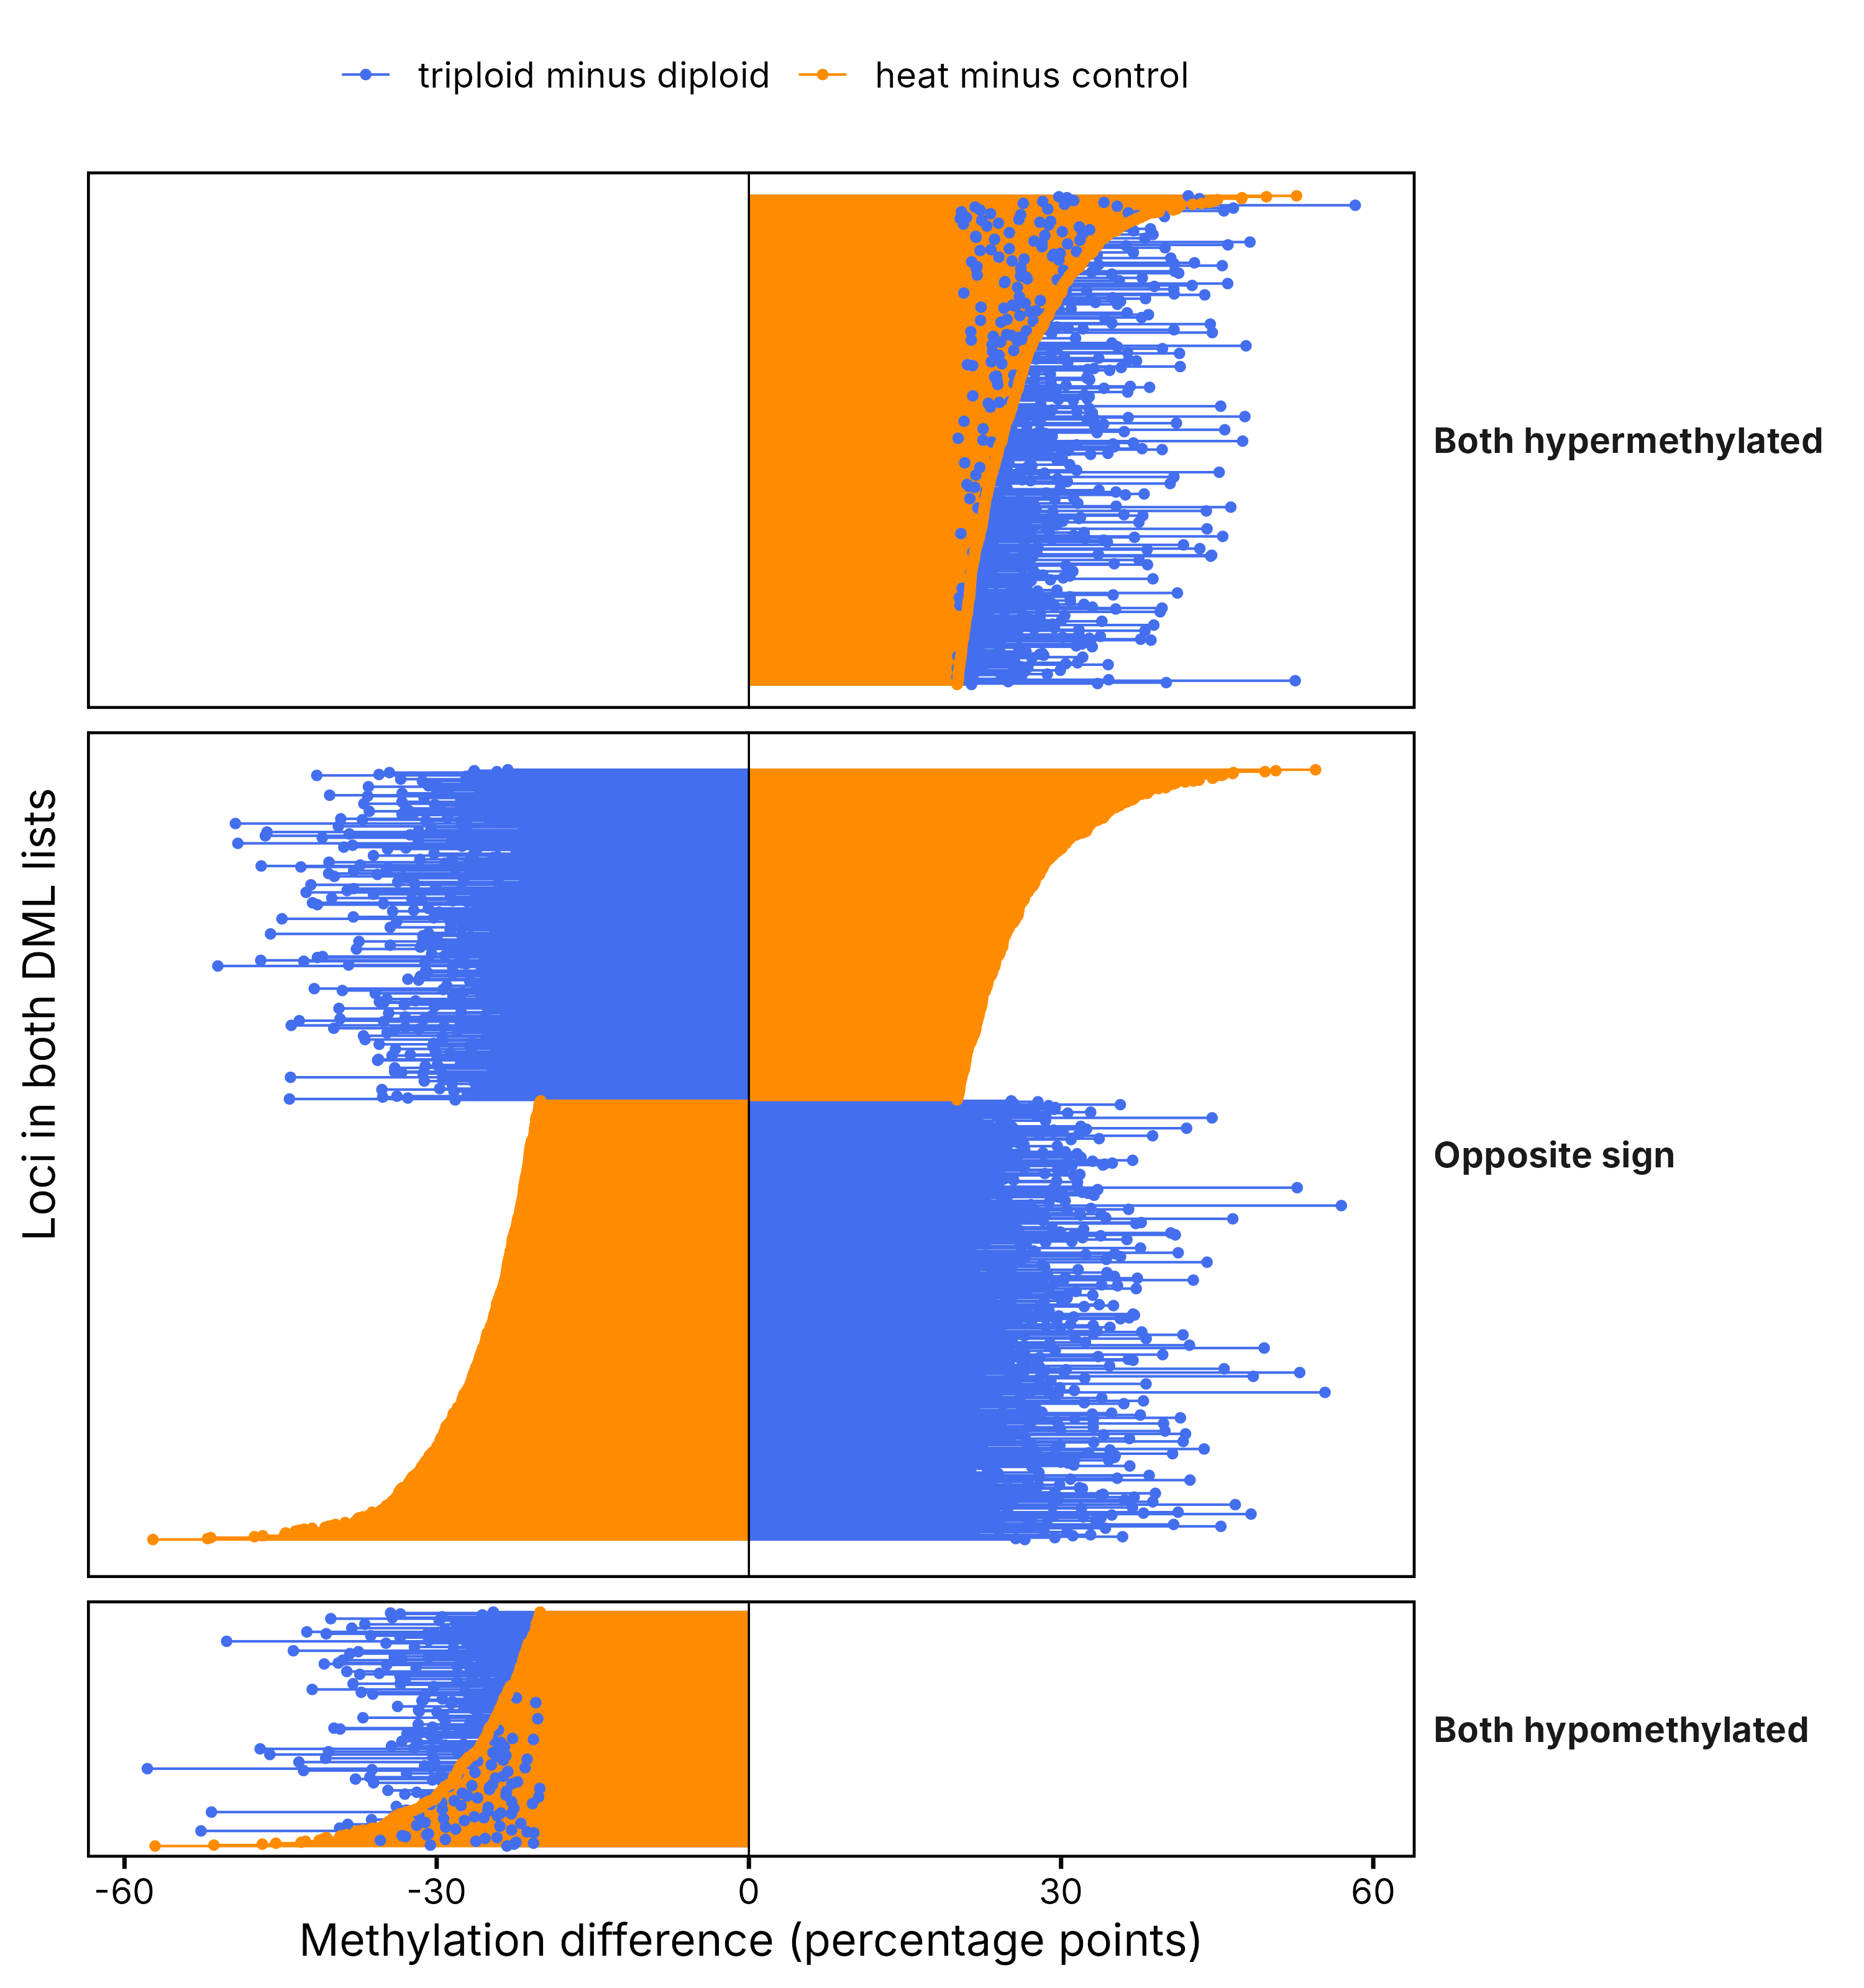 triploid minus diploid heat minus control
Both hypermethylated
Loci in both DML lists
Opposite sign
Both hypomethylated
-60 -30 0 30 60
Methylation difference (percentage points)